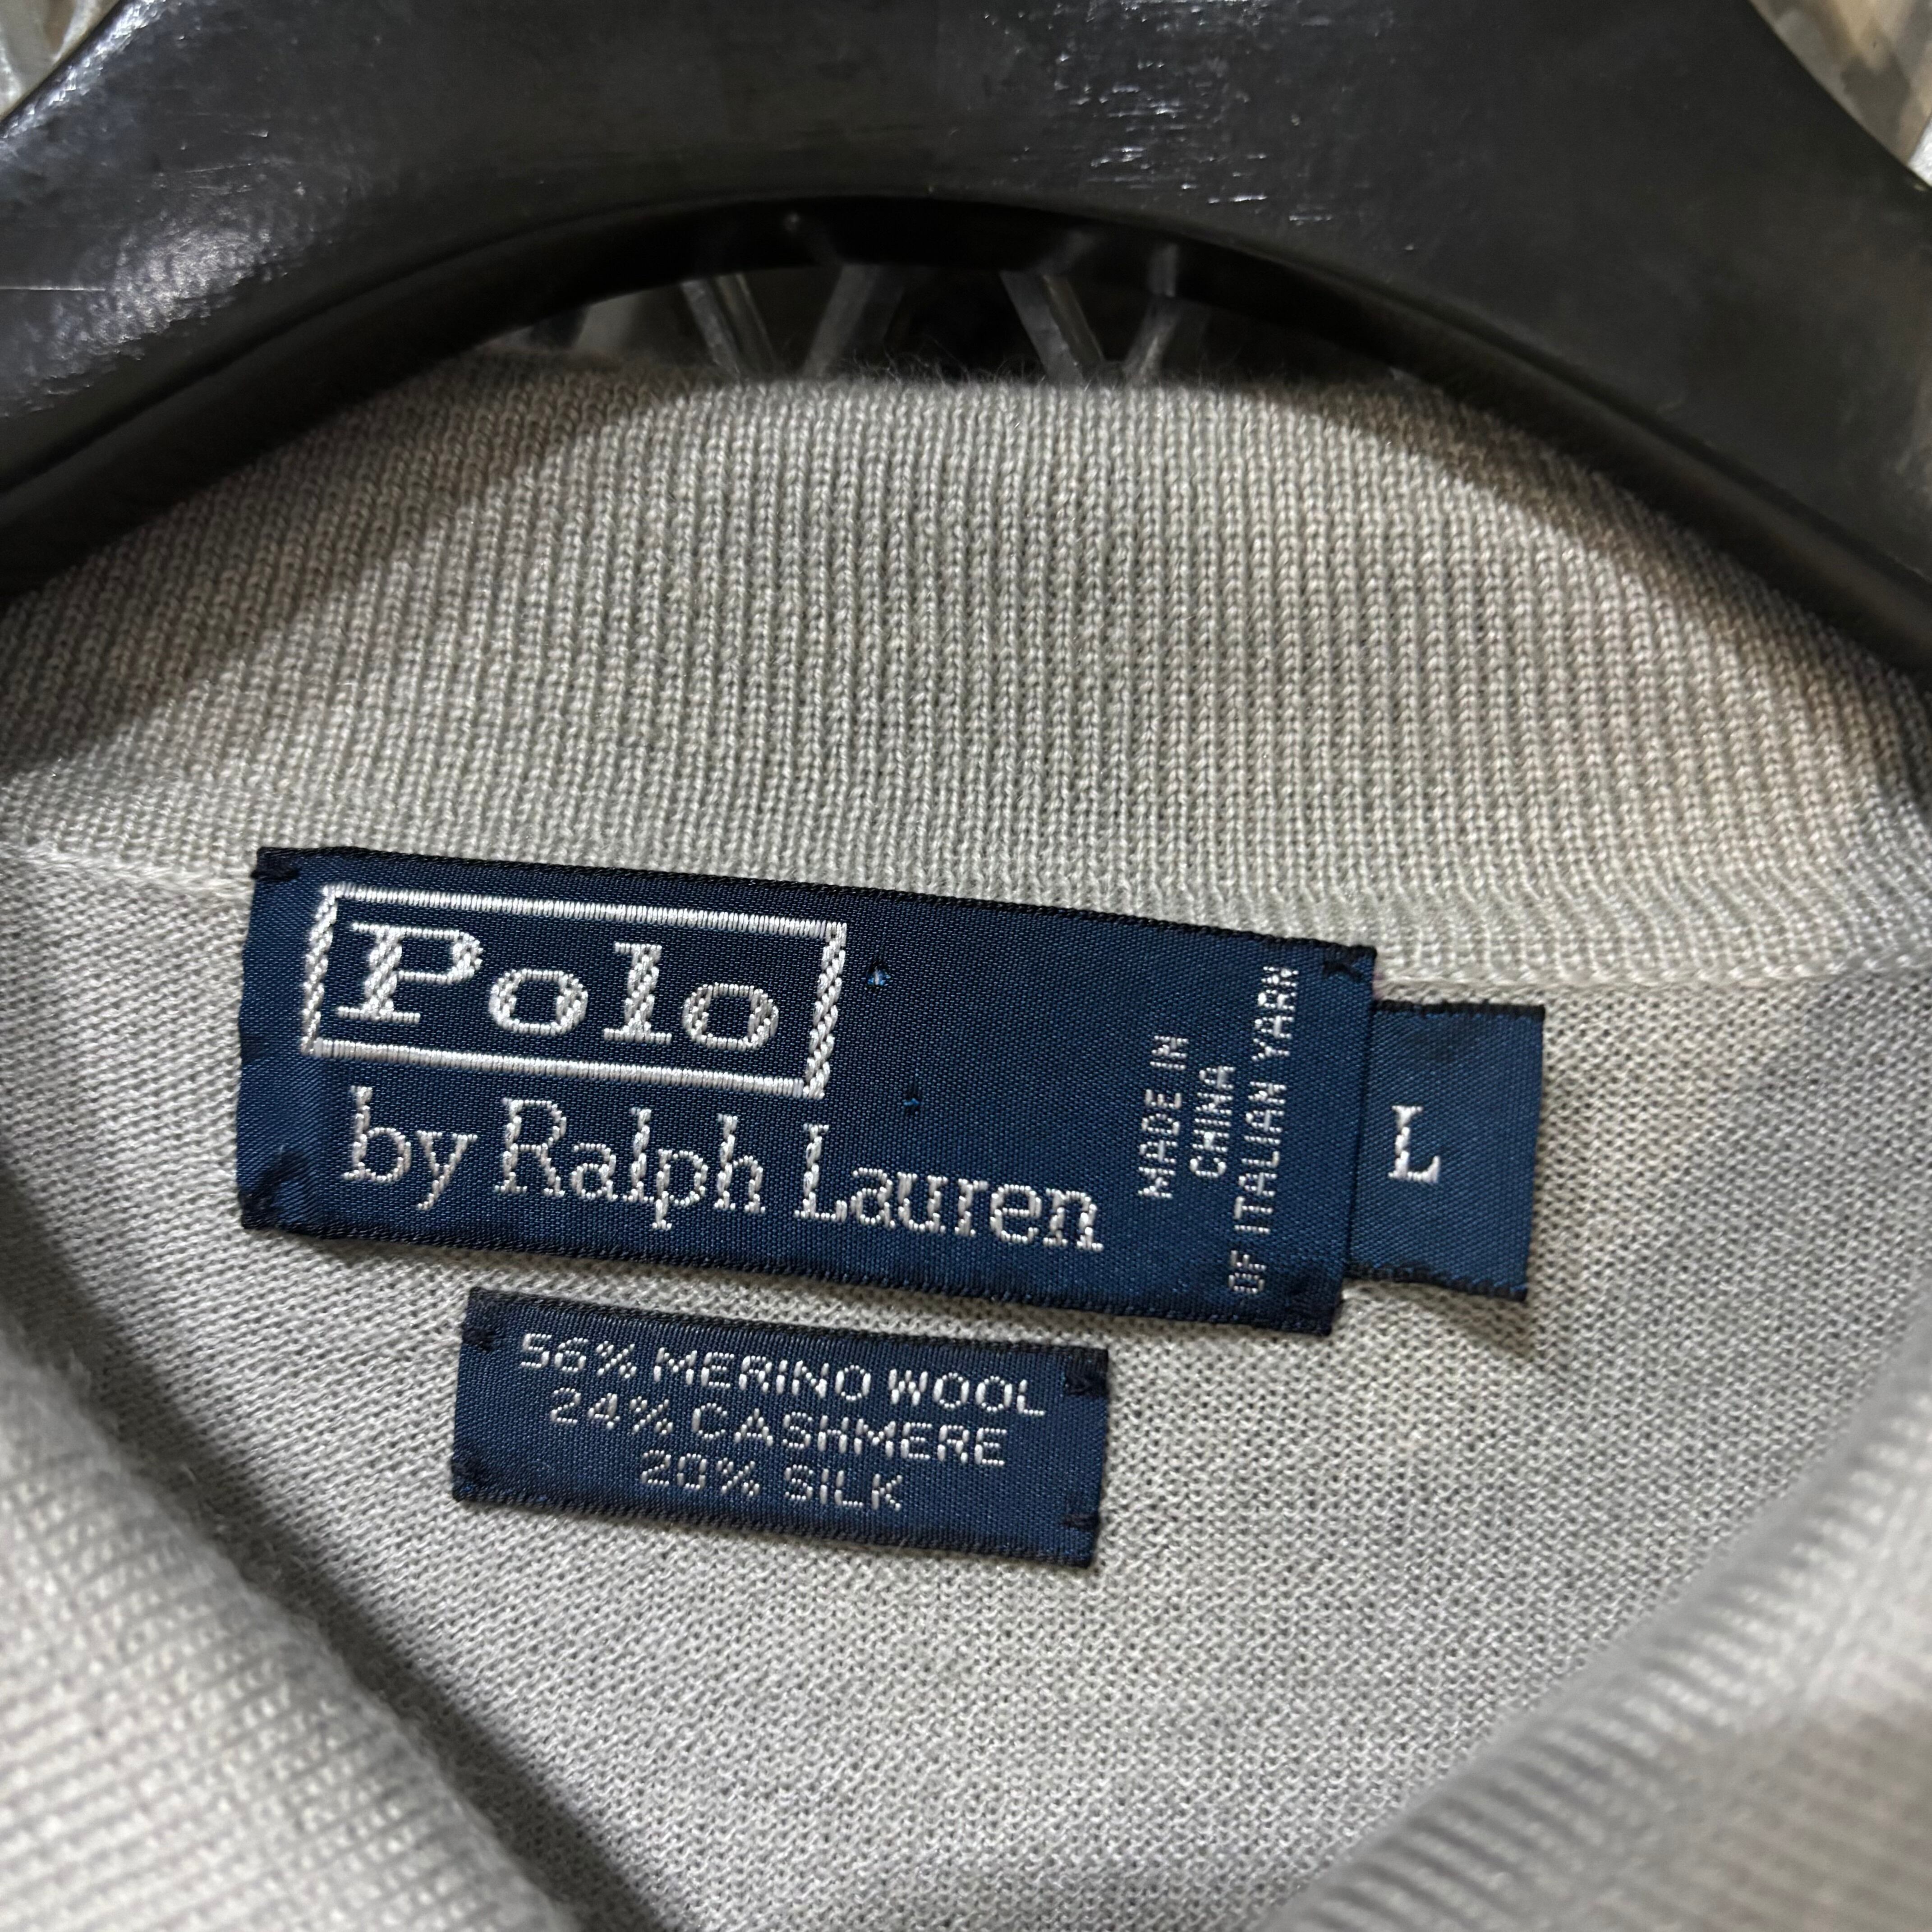 Polo
by Ralph Lauren
MADE IN
CHINA
OF ITALIAN YARN
L
56% MERINO WOOL
24% CASHMERE
20% SILK